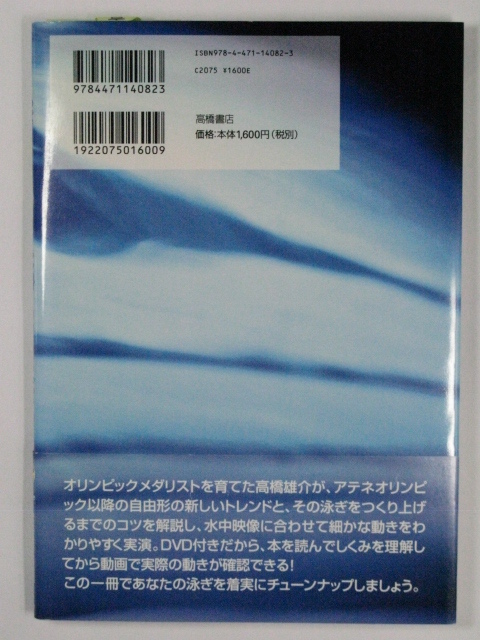 ISBN978-4-471-14082-3
C2075 ¥1600E
9784471140823
高橋書店
価格:本体1,600円(税別)
1922075016009
オリンピックメダリストを育てた高橋雄介が、アテネオリンピ
ック以降の自由形の新しいトレンドと、その泳ぎをつくり上げ
るまでのコツを解説し、水中映像に合わせて細かな動きをわ
かりやすく実演。DVD付きだから、本を読んでしくみを理解し
てから動画で実際の動きが確認できる!
この一冊であなたの泳ぎを着実にチューンナップしましょう。